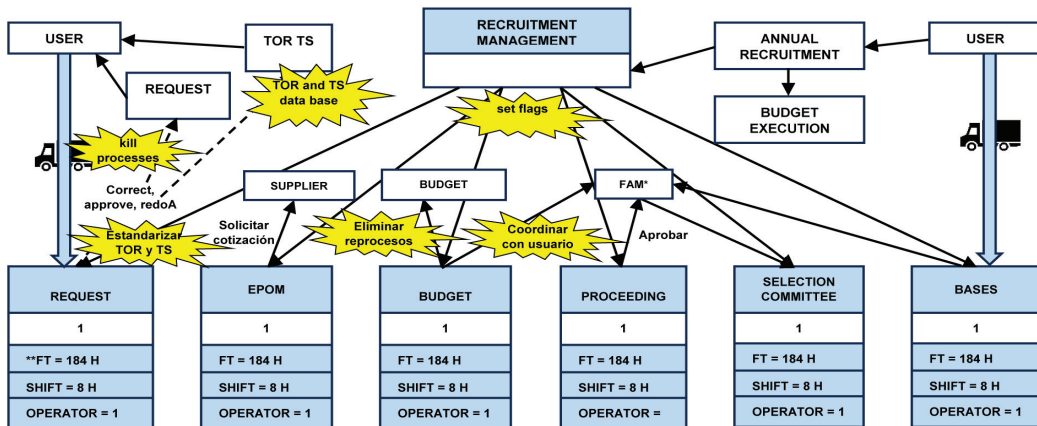 USER
TOR TS
RECRUITMENT
MANAGEMENT
ANNUAL
RECRUITMENT
USER
REQUEST
TOR and TS
data base
set flags
BUDGET
EXECUTION
kill
processes
Correct,
approve, redoA
SUPPLIER
BUDGET
FAM*
Estandarizar
TOR y TS
Solicitar
cotización
Eliminar
reprocesos
Coordinar
con usuario
Aprobar
REQUEST
1
**FT = 184 H
SHIFT = 8 H
OPERATOR = 1
EPOM
1
FT = 184 H
SHIFT = 8 H
OPERATOR = 1
BUDGET
1
FT = 184 H
SHIFT = 8 H
OPERATOR = 1
PROCEEDING
1
FT = 184 H
SHIFT = 8 H
OPERATOR =
SELECTION
COMMITTEE
1
FT = 184 H
SHIFT = 8 H
OPERATOR = 1
BASES
1
FT = 184 H
SHIFT = 8 H
OPERATOR = 1